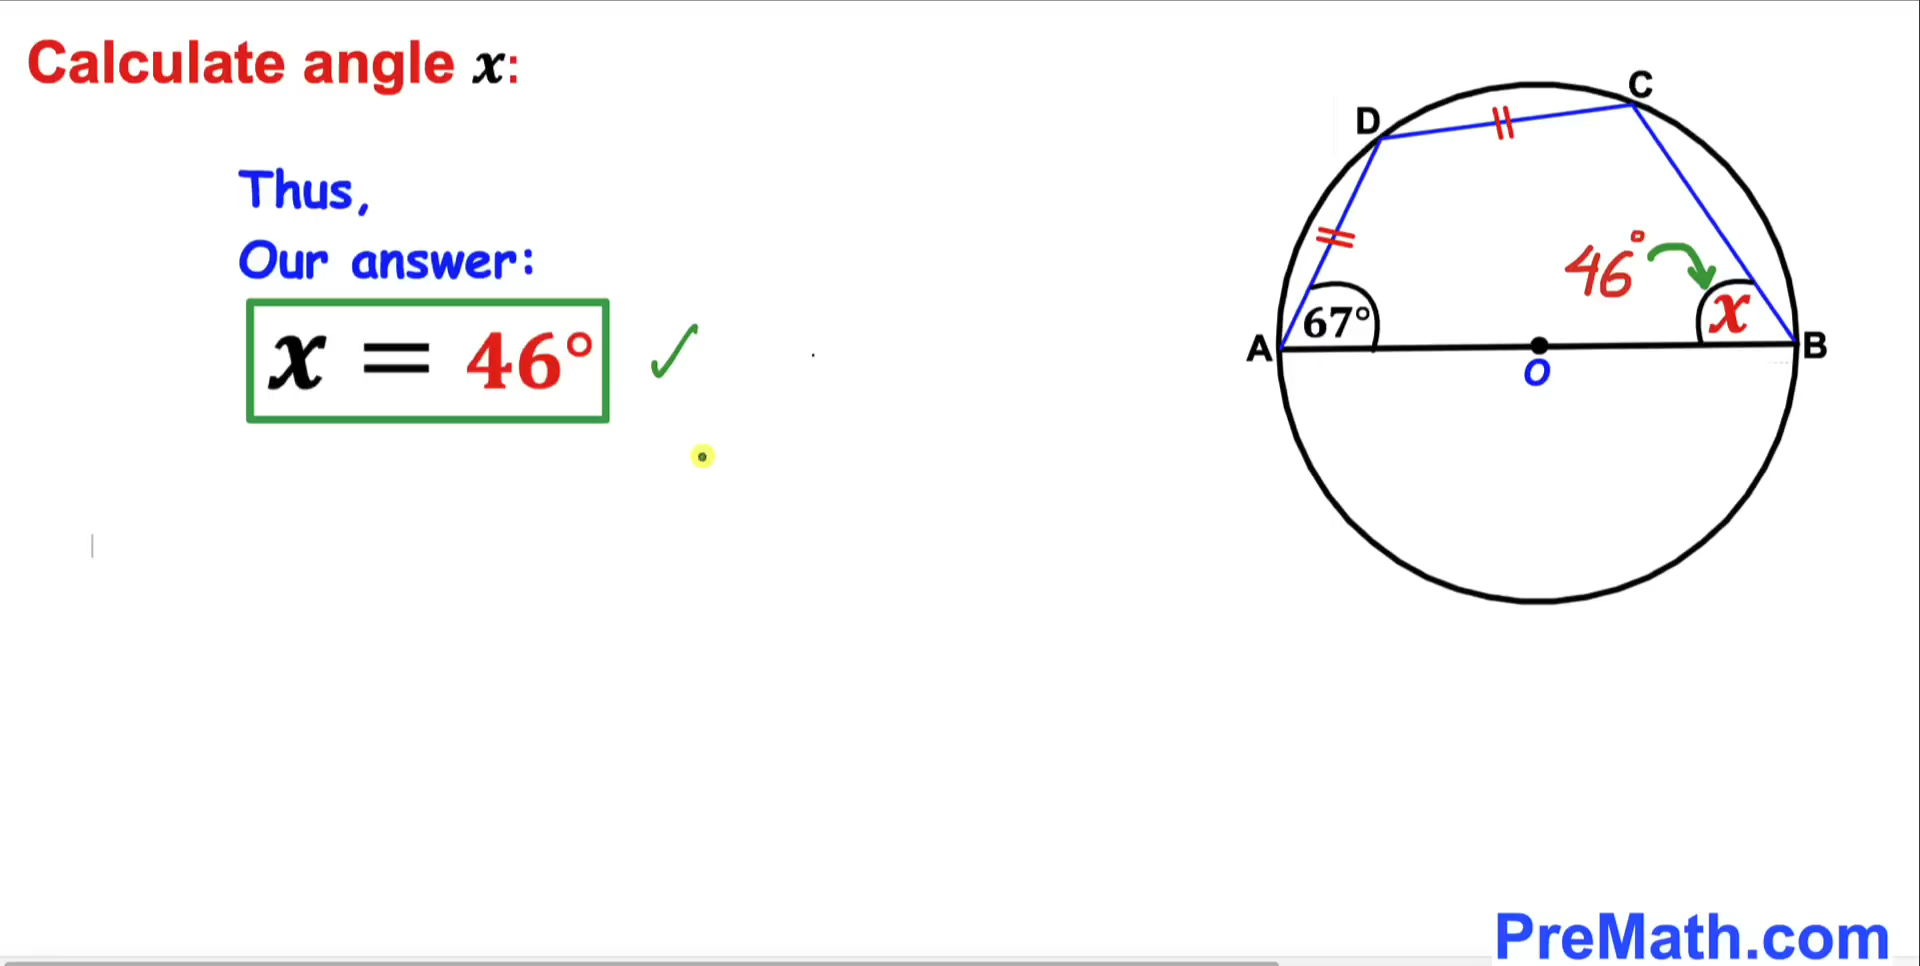 Calculate angle x:
Thus,
Our answer:
x = 46°
D
C
46°
67°
x
A
B
O
PreMath.com